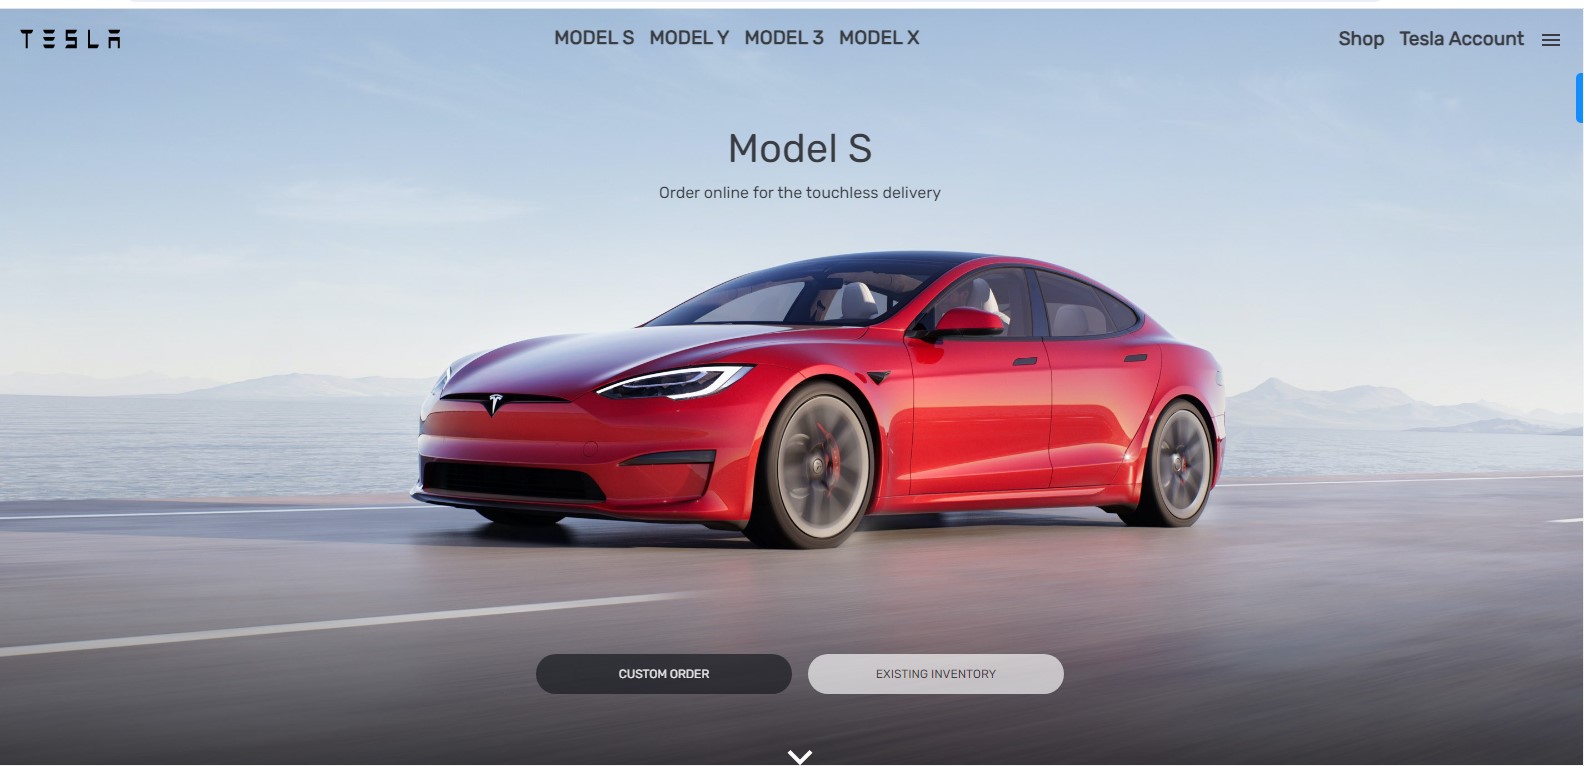 TESLA
MODEL S MODEL Y MODEL 3 MODEL X
Shop Tesla Account
Model S
Order online for the touchless delivery
CUSTOM ORDER
EXISTING INVENTORY